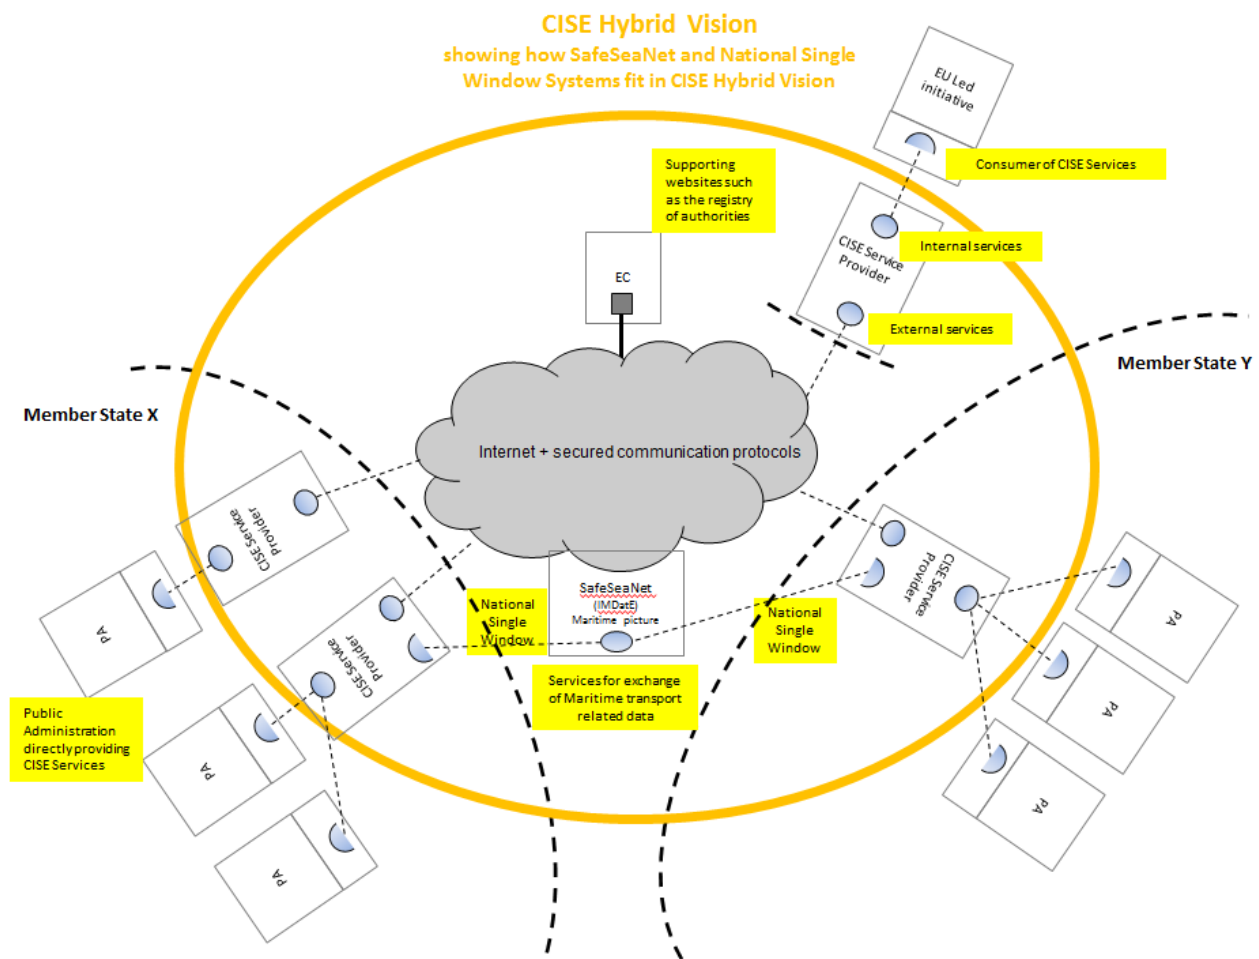 CISE Hybrid Vision
showing how SafeSeaNet and National Single
Window Systems fit in CISE Hybrid Vision
EU Led
initiative
Consumer of CISE Services
Supporting
websites such
as the registry
of authorities
Internal services
CISE Service
Provider
EC
External services
Member State Y
Member State X
Internet + secured communication protocols
CISE Service
Provider
CISE Service
Provider
SafeSeaNet
(IMDatE)
Maritime picture
National
Single
Window
National
Single
Window
PA
CISE Service
Provider
PA
Services for exchange
of Maritime transport
related data
Public
Administration
directly providing
CISE Services
PA
PA
PA
PA